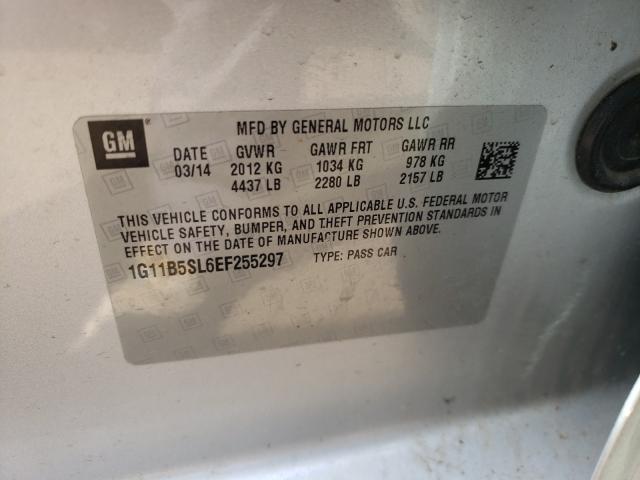 GM
MFD BY GENERAL MOTORS LLC
DATE GVWR GAWR FRT GAWR RR
03/14 2012 KG 1034 KG 978 KG
4437 LB 2280 LB 2157 LB
THIS VEHICLE CONFORMS TO ALL APPLICABLE U.S. FEDERAL MOTOR
VEHICLE SAFETY, BUMPER, AND THEFT PREVENTION STANDARDS IN
EFFECT ON THE DATE OF MANUFACTURE SHOWN ABOVE.
1G11B5SL6EF255297 TYPE: PASS CAR